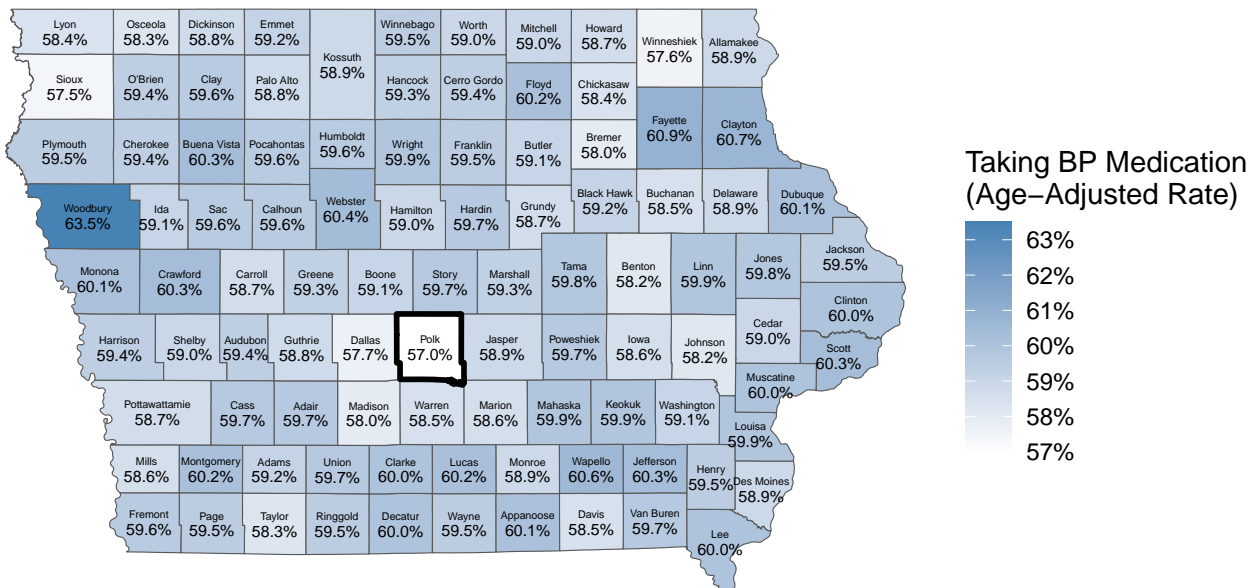 Lyon
58.4%
Osceola
58.3%
Dickinson
58.8%
Emmet
59.2%
Kossuth
58.9%
Winnebago
59.5%
Worth
59.0%
Mitchell
59.0%
Howard
58.7%
Winneshiek
57.6%
Allamakee
58.9%
Sioux
57.5%
O'Brien
59.4%
Clay
59.6%
Palo Alto
58.8%
Hancock
59.3%
Cerro Gordo
59.4%
Floyd
60.2%
Chickasaw
58.4%
Fayette
60.9%
Clayton
60.7%
Plymouth
59.5%
Cherokee
59.4%
Buena Vista
60.3%
Pocahontas
59.6%
Humboldt
59.6%
Wright
59.9%
Franklin
59.5%
Butler
59.1%
Bremer
58.0%
Woodbury
63.5%
Ida
59.1%
Sac
59.6%
Calhoun
59.6%
Webster
60.4%
Hamilton
59.0%
Hardin
59.7%
Grundy
58.7%
Black Hawk
59.2%
Buchanan
58.5%
Delaware
58.9%
Dubuque
60.1%
Monona
60.1%
Crawford
60.3%
Carroll
58.7%
Greene
59.3%
Boone
59.1%
Story
59.7%
Marshall
59.3%
Tama
59.8%
Benton
58.2%
Linn
59.9%
Jones
59.8%
Jackson
59.5%
Clinton
60.0%
Harrison
59.4%
Shelby
59.0%
Audubon
59.4%
Guthrie
58.8%
Dallas
57.7%
Polk
57.0%
Jasper
58.9%
Poweshiek
59.7%
Iowa
58.6%
Johnson
58.2%
Cedar
59.0%
Scott
60.3%
Muscatine
60.0%
Pottawattamie
58.7%
Cass
59.7%
Adair
59.7%
Madison
58.0%
Warren
58.5%
Marion
58.6%
Mahaska
59.9%
Keokuk
59.9%
Washington
59.1%
Louisa
59.9%
Mills
58.6%
Montgomery
60.2%
Adams
59.2%
Union
59.7%
Clarke
60.0%
Lucas
60.2%
Monroe
58.9%
Wapello
60.6%
Jefferson
60.3%
Henry
59.5%
Des Moines
58.9%
Fremont
59.6%
Page
59.5%
Taylor
58.3%
Ringgold
59.5%
Decatur
60.0%
Wayne
59.5%
Appanoose
60.1%
Davis
58.5%
Van Buren
59.7%
Lee
60.0%
Taking BP Medication
(Age−Adjusted Rate)
63%
62%
61%
60%
59%
58%
57%